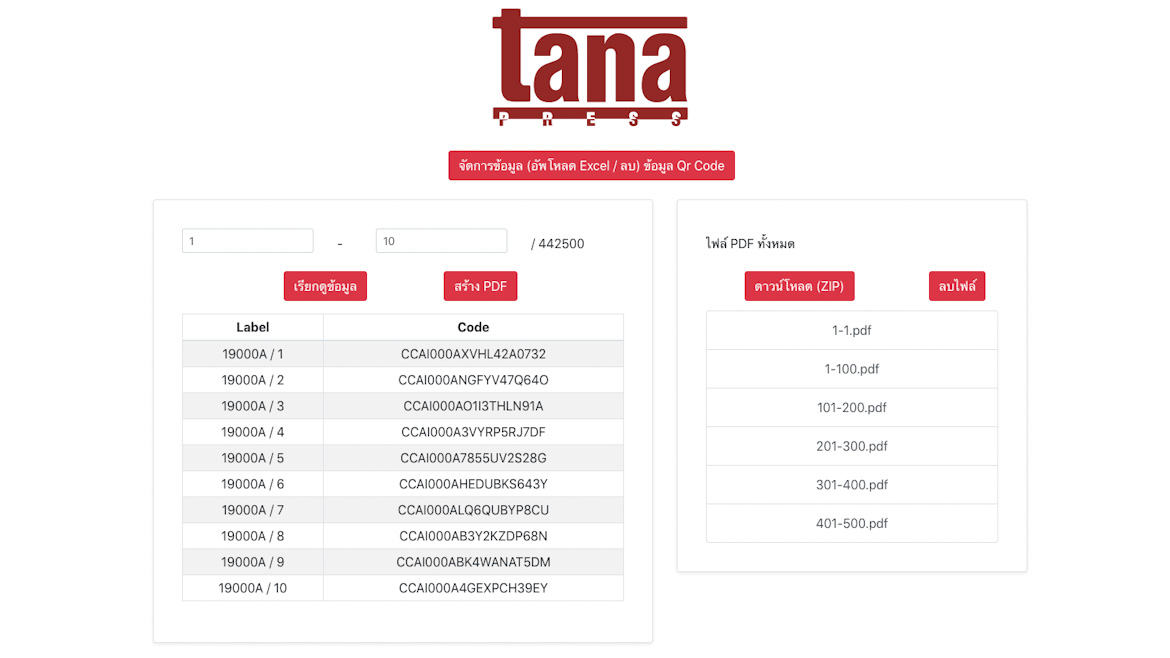 tana
PRESS
จัดการข้อมูล (อัพโหลด Excel / ลบ) ข้อมูล Qr Code
1 - 10 / 442500
เรียกดูข้อมูล สร้าง PDF
Label Code
19000A / 1 CCAI000AXVHL42A0732
19000A / 2 CCAI000ANGFYV47Q64O
19000A / 3 CCAI000AO1I3THLN91A
19000A / 4 CCAI000A3VYRP5RJ7DF
19000A / 5 CCAI000A7855UV2S28G
19000A / 6 CCAI000AHEDUBKS643Y
19000A / 7 CCAI000ALQ6QUBYP8CU
19000A / 8 CCAI000AB3Y2KZDP68N
19000A / 9 CCAI000ABK4WANAT5DM
19000A / 10 CCAI000A4GEXPCH39EY
ไฟล์ PDF ทั้งหมด
ดาวน์โหลด (ZIP) ลบไฟล์
1-1.pdf
1-100.pdf
101-200.pdf
201-300.pdf
301-400.pdf
401-500.pdf